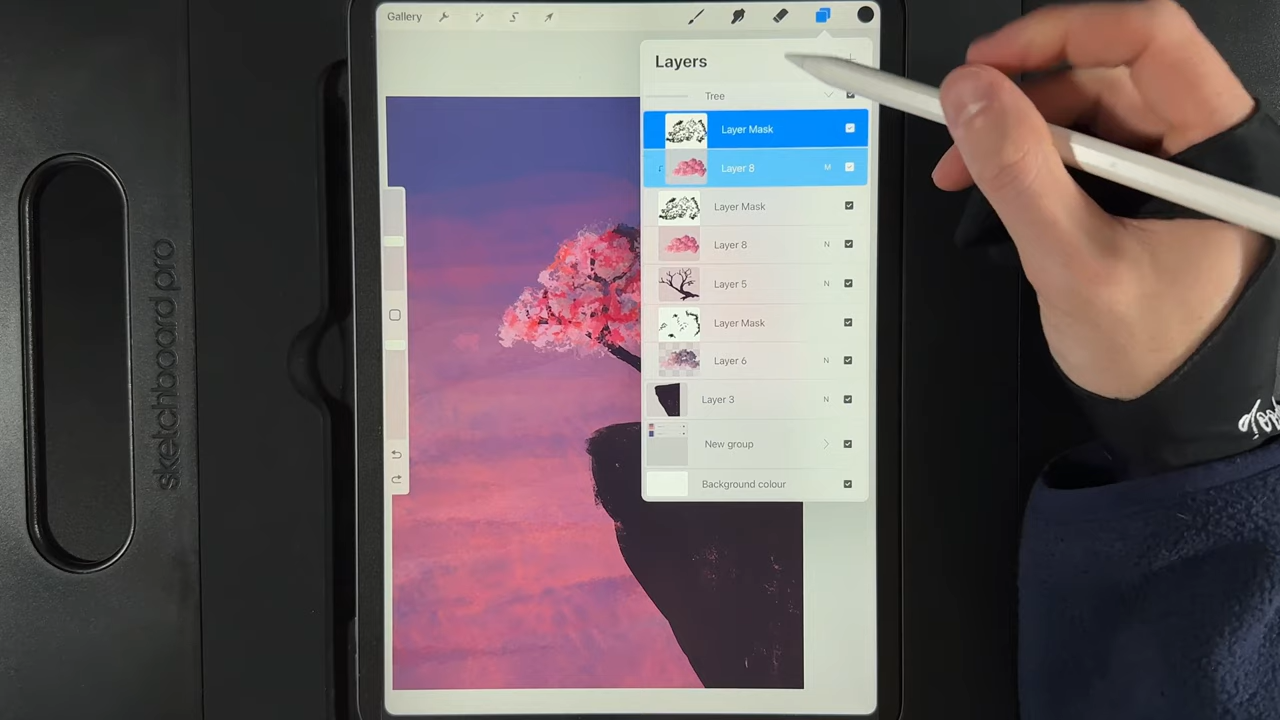 Gallery
Layers
Tree
Layer Mask
Layer 8 M
Layer Mask
Layer 8 N
Layer 5 N
Layer Mask
Layer 6 N
Layer 3 N
New group
Background colour
sketchboard pro